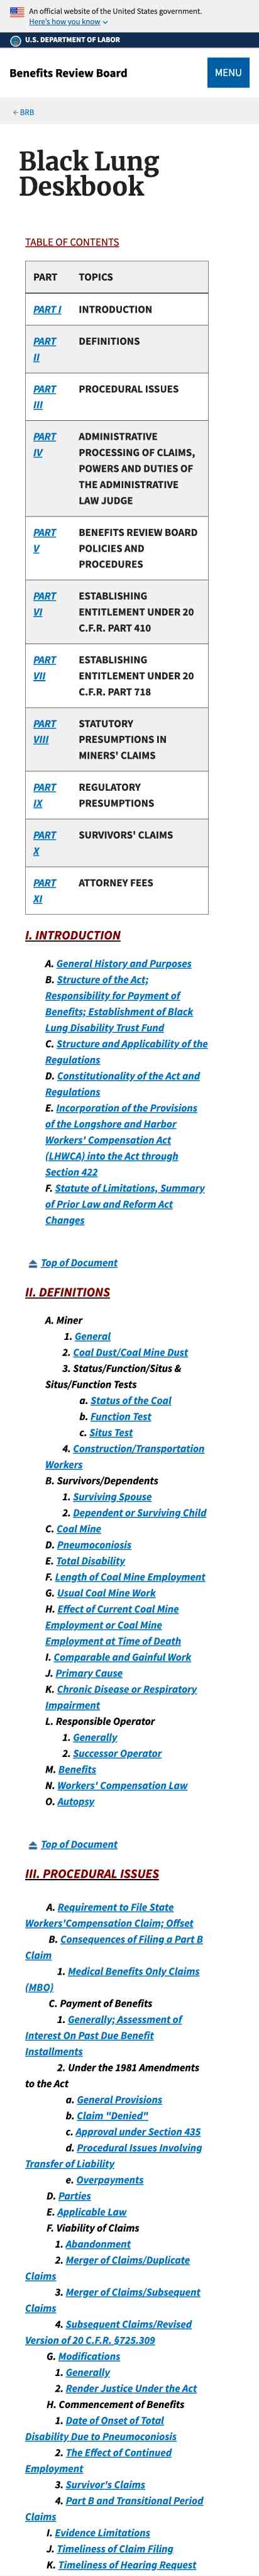 An official website of the United States government.
Here's how you know
U.S. DEPARTMENT OF LABOR
Benefits Review Board
MENU
← BRB
Black Lung
Deskbook
TABLE OF CONTENTS
PART TOPICS
PART I INTRODUCTION
PART DEFINITIONS
II
PART PROCEDURAL ISSUES
III
PART ADMINISTRATIVE
IV PROCESSING OF CLAIMS,
POWERS AND DUTIES OF
THE ADMINISTRATIVE
LAW JUDGE
PART BENEFITS REVIEW BOARD
V POLICIES AND
PROCEDURES
PART ESTABLISHING
VI ENTITLEMENT UNDER 20
C.F.R. PART 410
PART ESTABLISHING
VII ENTITLEMENT UNDER 20
C.F.R. PART 718
PART STATUTORY
VIII PRESUMPTIONS IN
MINERS' CLAIMS
PART REGULATORY
IX PRESUMPTIONS
PART SURVIVORS' CLAIMS
X
PART ATTORNEY FEES
XI
I. INTRODUCTION
A. General History and Purposes
B. Structure of the Act;
Responsibility for Payment of
Benefits; Establishment of Black
Lung Disability Trust Fund
C. Structure and Applicability of the
Regulations
D. Constitutionality of the Act and
Regulations
E. Incorporation of the Provisions
of the Longshore and Harbor
Workers' Compensation Act
(LHWCA) into the Act through
Section 422
F. Statute of Limitations, Summary
of Prior Law and Reform Act
Changes
Top of Document
II. DEFINITIONS
A. Miner
1. General
2. Coal Dust/Coal Mine Dust
3. Status/Function/Situs &
Situs/Function Tests
a. Status of the Coal
b. Function Test
c. Situs Test
4. Construction/Transportation
Workers
B. Survivors/Dependents
1. Surviving Spouse
2. Dependent or Surviving Child
C. Coal Mine
D. Pneumoconiosis
E. Total Disability
F. Length of Coal Mine Employment
G. Usual Coal Mine Work
H. Effect of Current Coal Mine
Employment or Coal Mine
Employment at Time of Death
I. Comparable and Gainful Work
J. Primary Cause
K. Chronic Disease or Respiratory
Impairment
L. Responsible Operator
1. Generally
2. Successor Operator
M. Benefits
N. Workers' Compensation Law
O. Autopsy
Top of Document
III. PROCEDURAL ISSUES
A. Requirement to File State
Workers'Compensation Claim; Offset
B. Consequences of Filing a Part B
Claim
1. Medical Benefits Only Claims
(MBO)
C. Payment of Benefits
1. Generally; Assessment of
Interest On Past Due Benefit
Installments
2. Under the 1981 Amendments
to the Act
a. General Provisions
b. Claim "Denied"
c. Approval under Section 435
d. Procedural Issues Involving
Transfer of Liability
e. Overpayments
D. Parties
E. Applicable Law
F. Viability of Claims
1. Abandonment
2. Merger of Claims/Duplicate
Claims
3. Merger of Claims/Subsequent
Claims
4. Subsequent Claims/Revised
Version of 20 C.F.R. §725.309
G. Modifications
1. Generally
2. Render Justice Under the Act
H. Commencement of Benefits
1. Date of Onset of Total
Disability Due to Pneumoconiosis
2. The Effect of Continued
Employment
3. Survivor's Claims
4. Part B and Transitional Period
Claims
I. Evidence Limitations
J. Timeliness of Claim Filing
K. Timeliness of Hearing Request